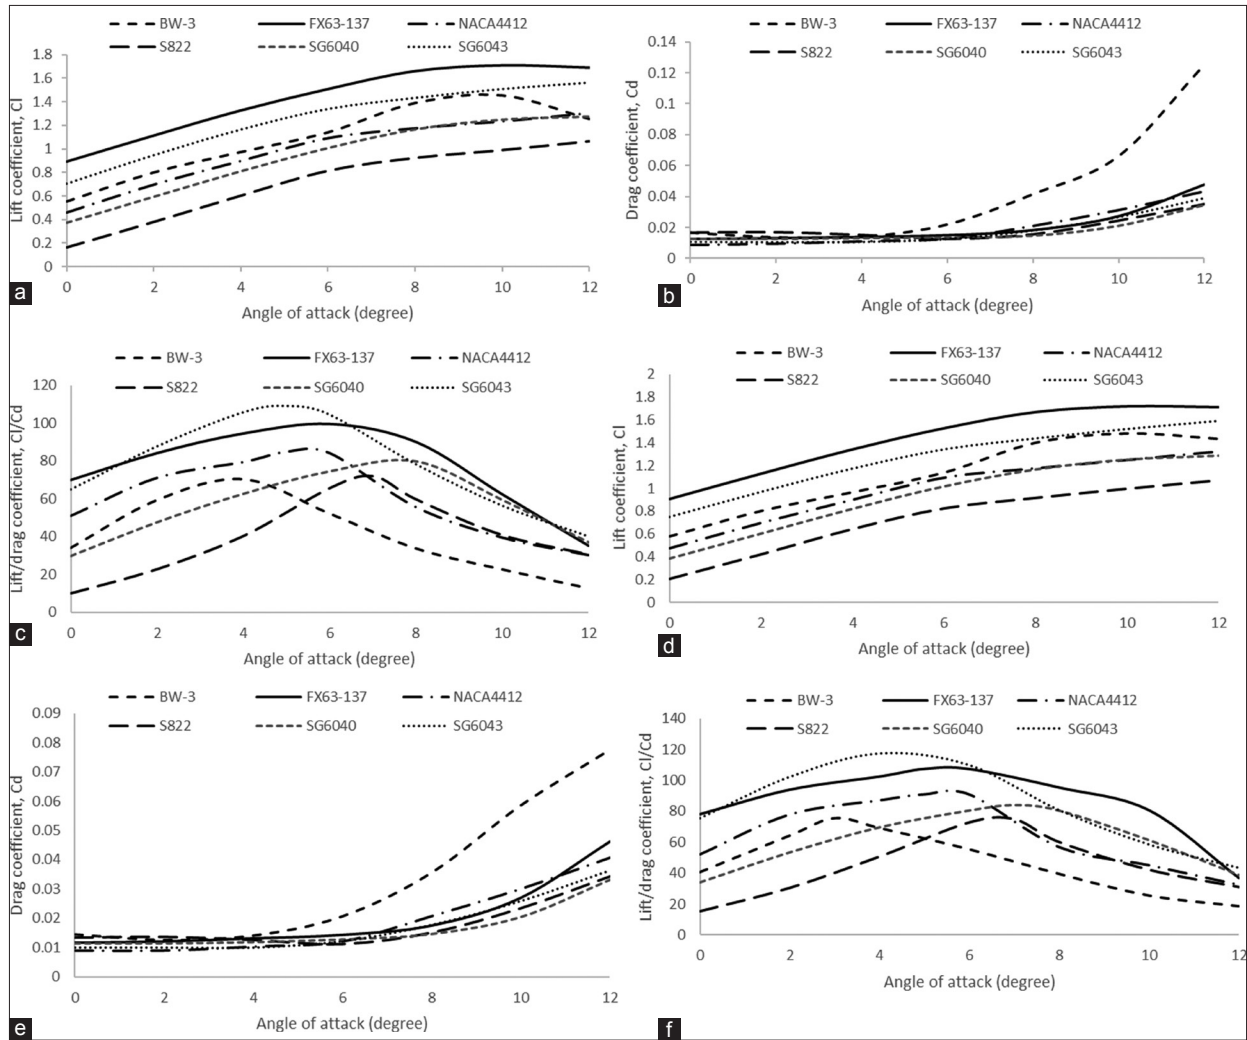 BW-3 FX63-137 NACA4412
S822 SG6040 SG6043
1.8
1.6
1.4
1.2
1
0.8
0.6
0.4
0.2
0
Lift coefficient, Cl
0 2 4 6 8 10 12
Angle of attack (degree)
a
BW-3 FX63-137 NACA4412
S822 SG6040 SG6043
0.14
0.12
0.1
0.08
0.06
0.04
0.02
0
Drag coefficient, Cd
0 2 4 6 8 10 12
Angle of attack (degree)
b
BW-3 FX63-137 NACA4412
S822 SG6040 SG6043
120
100
80
60
40
20
0
Lift/drag coefficient, Cl/Cd
0 2 4 6 8 10 12
Angle of attack (degree)
c
BW-3 FX63-137 NACA4412
S822 SG6040 SG6043
2
1.8
1.6
1.4
1.2
1
0.8
0.6
0.4
0.2
0
Lift coefficient, Cl
0 2 4 6 8 10 12
Angle of attack (degree)
d
BW-3 FX63-137 NACA4412
S822 SG6040 SG6043
0.09
0.08
0.07
0.06
0.05
0.04
0.03
0.02
0.01
0
Drag coefficient, Cd
0 2 4 6 8 10 12
Angle of attack (degree)
e
BW-3 FX63-137 NACA4412
S822 SG6040 SG6043
140
120
100
80
60
40
20
0
Lift/drag coefficient, Cl/Cd
0 2 4 6 8 10 12
Angle of attack (degree)
f